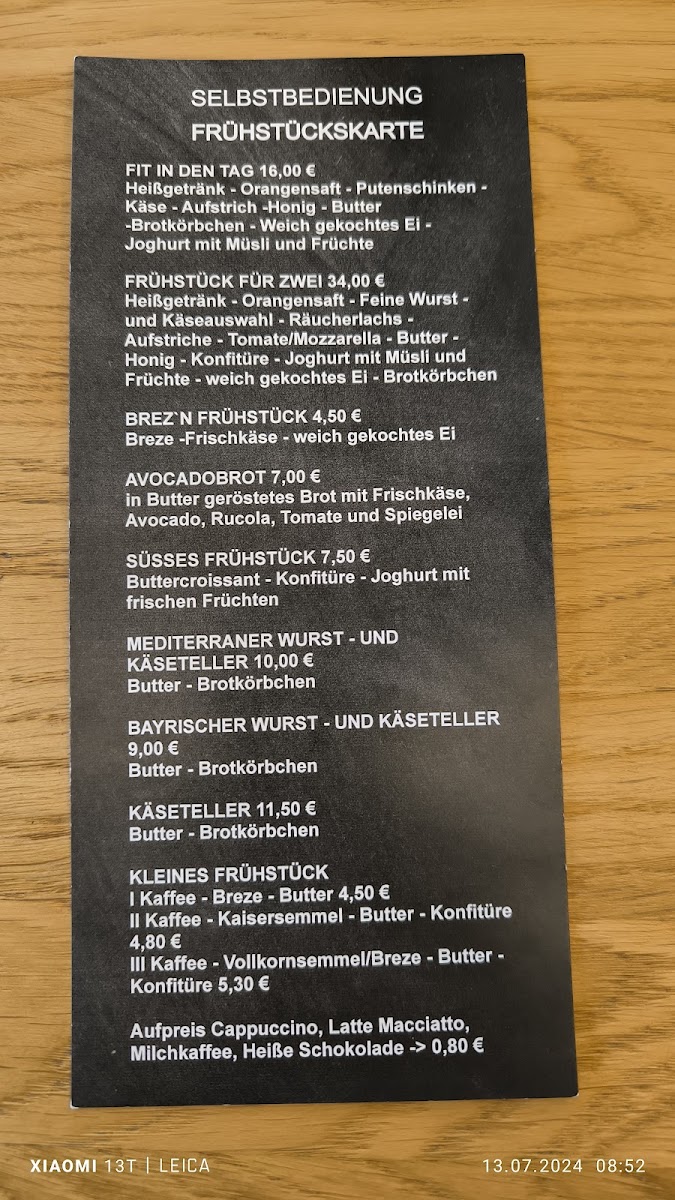 SELBSTBEDIENUNG
FRÜHSTÜCKSKARTE
FIT IN DEN TAG 16,00 €
Heißgetränk - Orangensaft - Putenschinken -
Käse - Aufstrich -Honig - Butter
-Brotkörbchen - Weich gekochtes Ei -
Joghurt mit Müsli und Früchte
FRÜHSTÜCK FÜR ZWEI 34,00 €
Heißgetränk - Orangensaft - Feine Wurst -
und Käseauswahl - Räucherlachs -
Aufstriche - Tomate/Mozzarella - Butter -
Honig - Konfitüre - Joghurt mit Müsli und
Früchte - weich gekochtes Ei - Brotkörbchen
BREZ`N FRÜHSTÜCK 4,50 €
Breze -Frischkäse - weich gekochtes Ei
AVOCADOBROT 7,00 €
in Butter geröstetes Brot mit Frischkäse,
Avocado, Rucola, Tomate und Spiegelei
SÜSSES FRÜHSTÜCK 7,50 €
Buttercroissant - Konfitüre - Joghurt mit
frischen Früchten
MEDITERRANER WURST - UND
KÄSETELLER 10,00 €
Butter - Brotkörbchen
BAYRISCHER WURST - UND KÄSETELLER
9,00 €
Butter - Brotkörbchen
KÄSETELLER 11,50 €
Butter - Brotkörbchen
KLEINES FRÜHSTÜCK
I Kaffee - Breze - Butter 4,50 €
II Kaffee - Kaisersemmel - Butter - Konfitüre
4,80 €
III Kaffee - Vollkornsemmel/Breze - Butter -
Konfitüre 5,30 €
Aufpreis Cappuccino, Latte Macciatto,
Milchkaffee, Heiße Schokolade -> 0,80 €
XIAOMI 13T | LEICA
13.07.2024 08:52